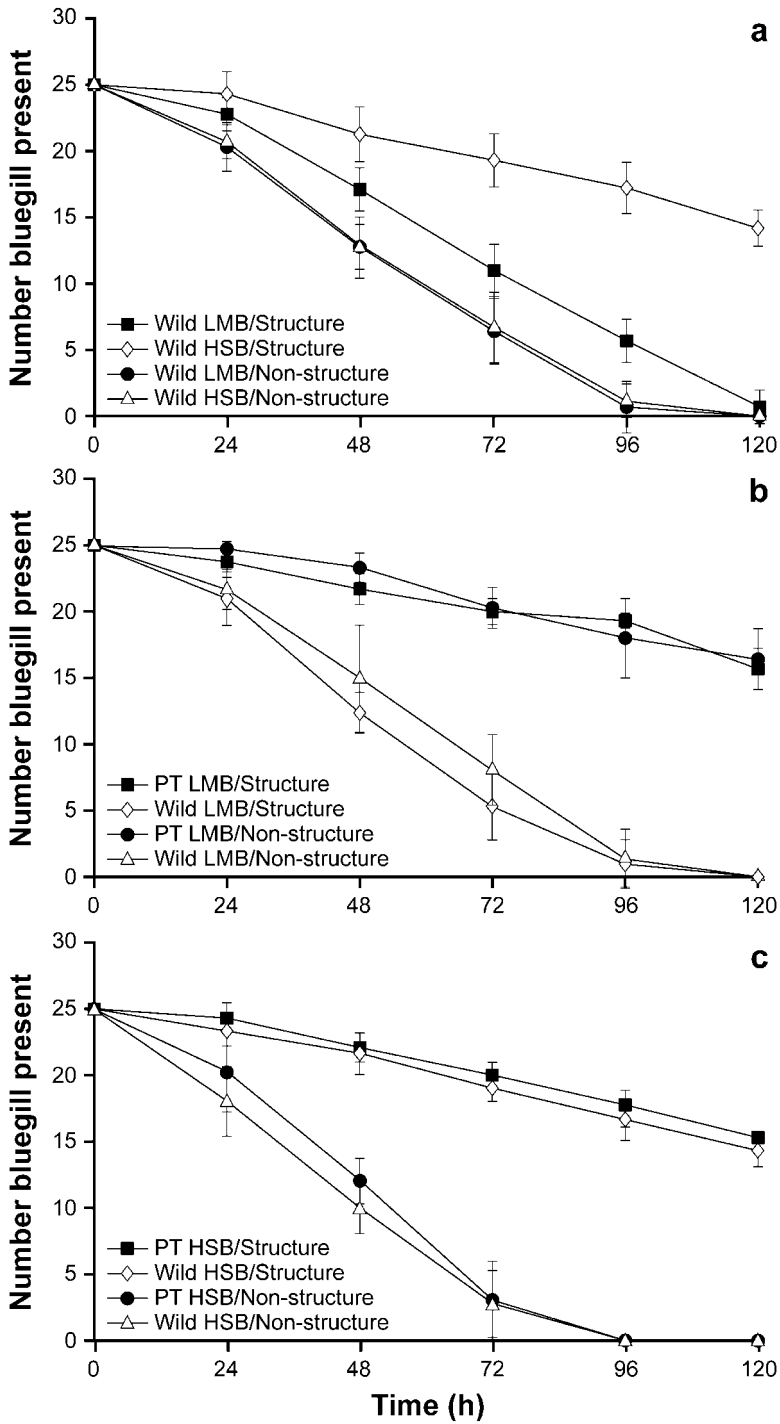 a
30
25
20
15
10
5
0
Number bluegill present
Wild LMB/Structure
Wild HSB/Structure
Wild LMB/Non-structure
Wild HSB/Non-structure
0 24 48 72 96 120
b
30
25
20
15
10
5
0
Number bluegill present
PT LMB/Structure
Wild LMB/Structure
PT LMB/Non-structure
Wild LMB/Non-structure
0 24 48 72 96 120
c
30
25
20
15
10
5
0
Number bluegill present
PT HSB/Structure
Wild HSB/Structure
PT HSB/Non-structure
Wild HSB/Non-structure
0 24 48 72 96 120
Time (h)